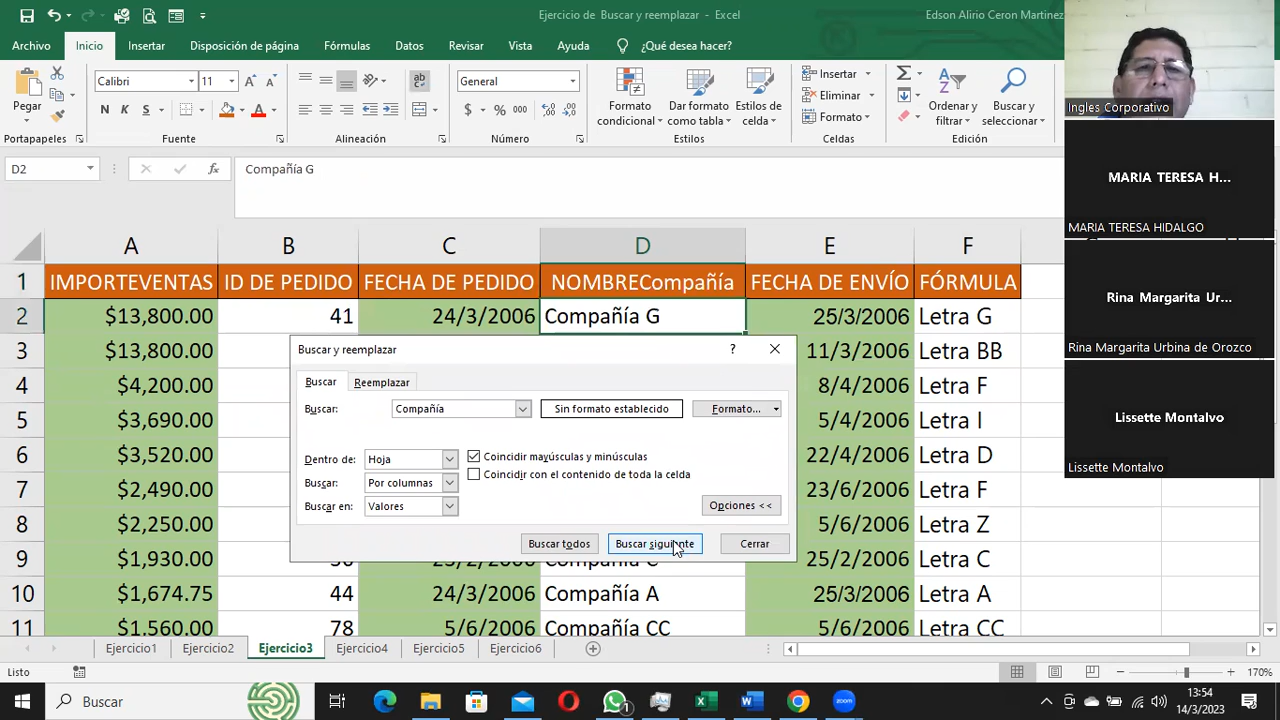 Ejercicio de Buscar y reemplazar - Excel
Edson Alirio Ceron Martinez
Archivo Inicio Insertar Disposición de página Fórmulas Datos Revisar Vista Ayuda ¿Qué desea hacer?
Pegar
Portapapeles
Calibri 11
N K S
Fuente
ab
Alineación
General
$ % 000
Número
Formato condicional
Dar formato como tabla
Estilos de celda
Estilos
Insertar
Eliminar
Formato
Celdas
Ordenar y filtrar
Buscar y seleccionar
Edición
D2
fx
Compañía G
A B C D E F
1 IMPORTEVENTAS ID DE PEDIDO FECHA DE PEDIDO NOMBRECompañía FECHA DE ENVÍO FÓRMULA
2 $13,800.00 41 24/3/2006 Compañía G 25/3/2006 Letra G
3 $13,800.00 11/3/2006 Letra BB
4 $4,200.00 8/4/2006 Letra F
5 $3,690.00 5/4/2006 Letra I
6 $3,520.00 22/4/2006 Letra D
7 $2,490.00 23/6/2006 Letra F
8 $2,250.00 5/6/2006 Letra Z
9 $1,930.00 25/2/2006 Letra C
10 $1,674.75 44 24/3/2006 Compañía A 25/3/2006 Letra A
11 $1,560.00 78 5/6/2006 Compañía CC 5/6/2006 Letra CC
Buscar y reemplazar
?
Buscar Reemplazar
Buscar: Compañía Sin formato establecido Formato...
Dentro de: Hoja Coincidir mayúsculas y minúsculas
Buscar: Por columnas Coincidir con el contenido de toda la celda
Buscar en: Valores
Opciones <<
Buscar todos Buscar siguiente Cerrar
Ejercicio1 Ejercicio2 Ejercicio3 Ejercicio4 Ejercicio5 Ejercicio6
Listo
170%
Buscar
1
13:54
14/3/2023
Ingles Corporativo
MARIA TERESA H...
MARIA TERESA HIDALGO
Rina Margarita Ur...
Rina Margarita Urbina de Orozco
Lissette Montalvo
Lissette Montalvo